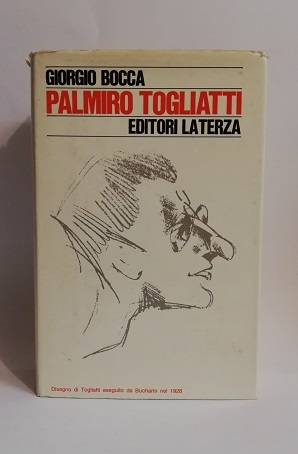 GIORGIO BOCCA
PALMIRO TOGLIATTI
EDITORI LATERZA
Disegno di Togliatti eseguito da Bucharin nel 1928